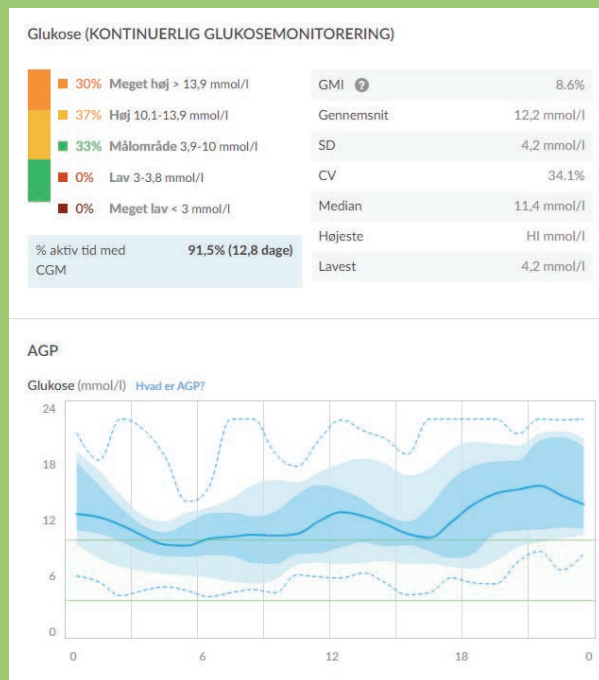 Glukose (KONTINUERLIG GLUKOSEMONITORERING)
30% Meget høj > 13,9 mmol/l
37% Høj 10,1-13,9 mmol/l
33% Målområde 3,9-10 mmol/l
0% Lav 3-3,8 mmol/l
0% Meget lav < 3 mmol/l
% aktiv tid med CGM 91,5% (12,8 dage)
GMI ? 8.6%
Gennemsnit 12,2 mmol/l
SD 4,2 mmol/l
CV 34.1%
Median 11,4 mmol/l
Højeste HI mmol/l
Lavest 4,2 mmol/l
AGP
Glukose (mmol/l) Hvad er AGP?
24
18
12
6
0
0 6 12 18 0